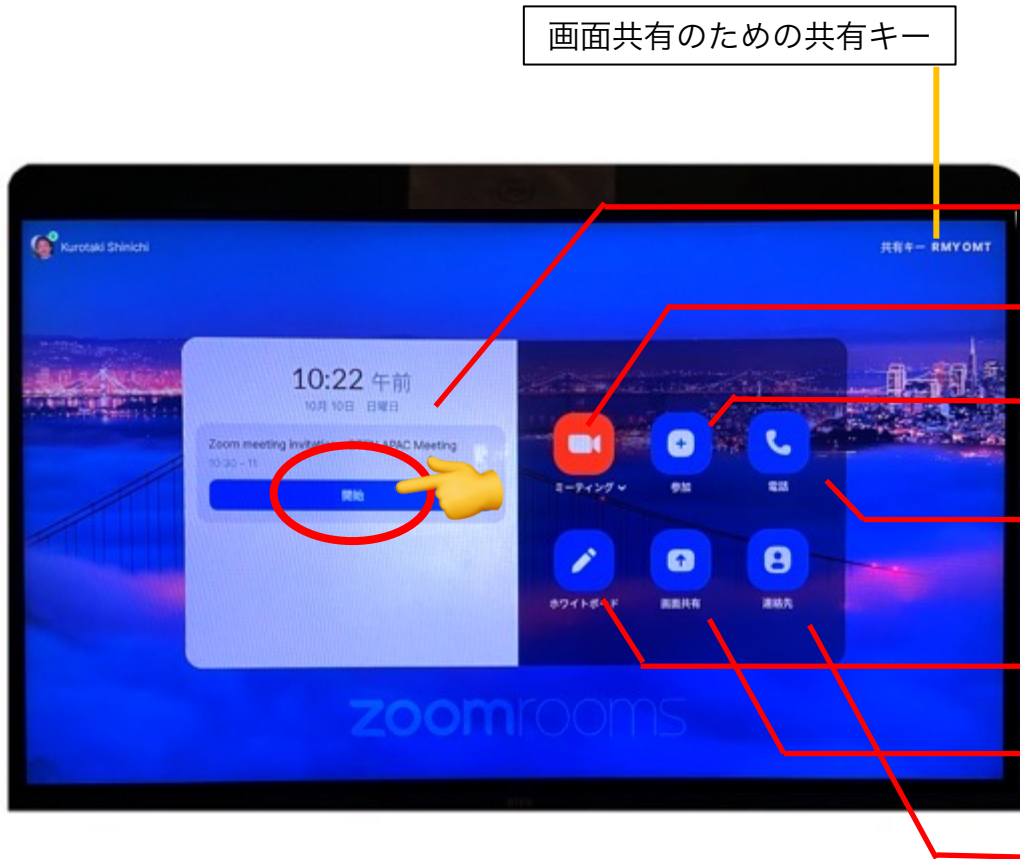 画面共有のための共有キー
Kurotaki Shinichi
共有キー RMYOMT
10:22 午前
10月10日 日曜日
Zoom meeting invitation - APAC Meeting
10:30 - 11
開始
ミーティング
参加
電話
ホワイトボード
画面共有
連絡先
zoomrooms